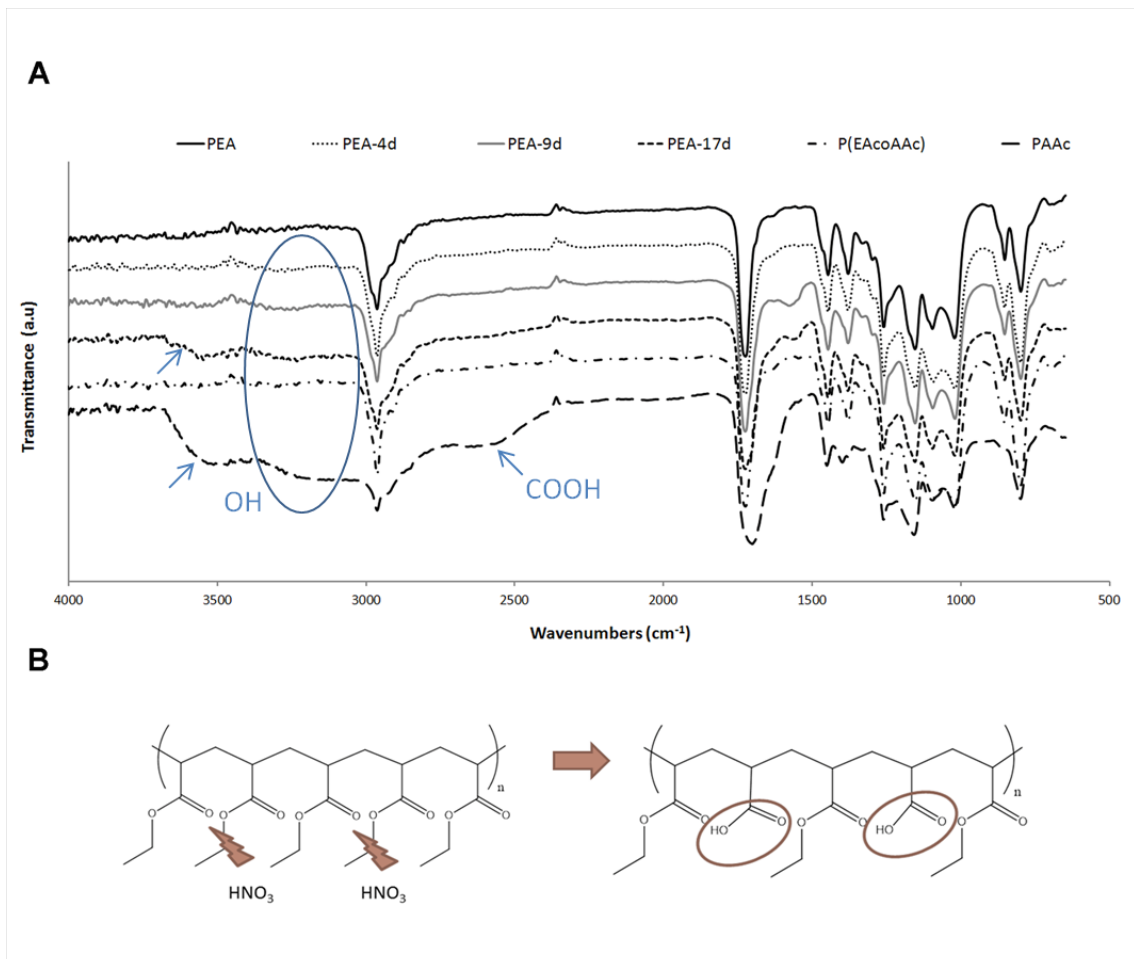 A
PEA PEA-4d PEA-9d PEA-17d P(EAcoAAc) PAAc
Transmittance (a.u)
OH
COOH
4000 3500 3000 2500 2000 1500 1000 500
Wavenumbers (cm⁻¹)
B
n
n
O O O O O O O O O O
HO O HO O
O O O O O O
HNO₃ HNO₃